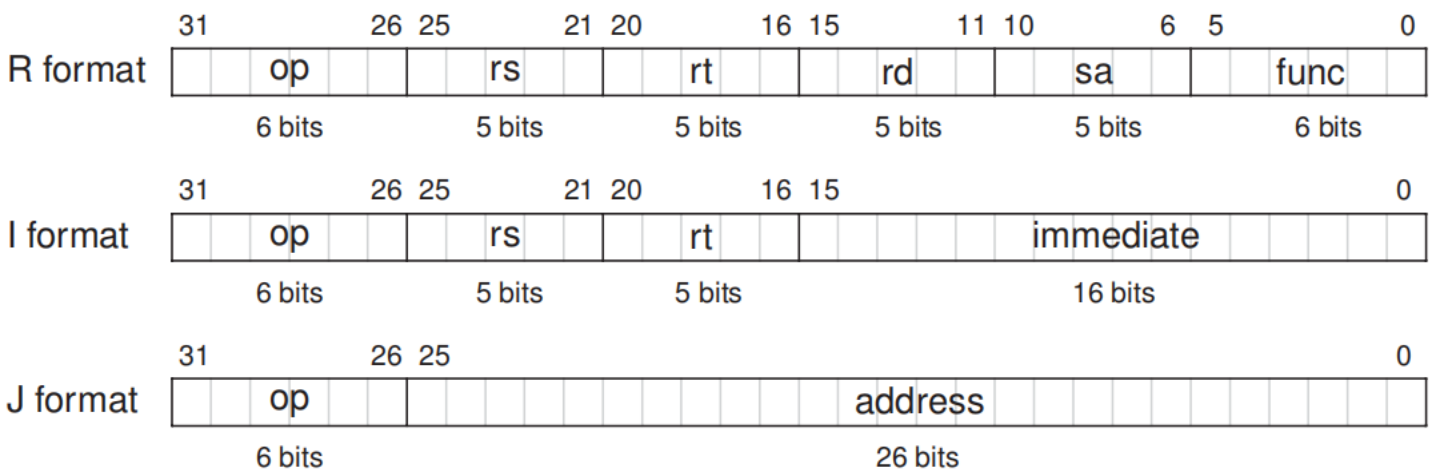 31 26 25 21 20 16 15 11 10 6 5 0
R format op rs rt rd sa func
6 bits 5 bits 5 bits 5 bits 5 bits 6 bits
31 26 25 21 20 16 15 0
I format op rs rt immediate
6 bits 5 bits 5 bits 16 bits
31 26 25 0
J format op address
6 bits 26 bits